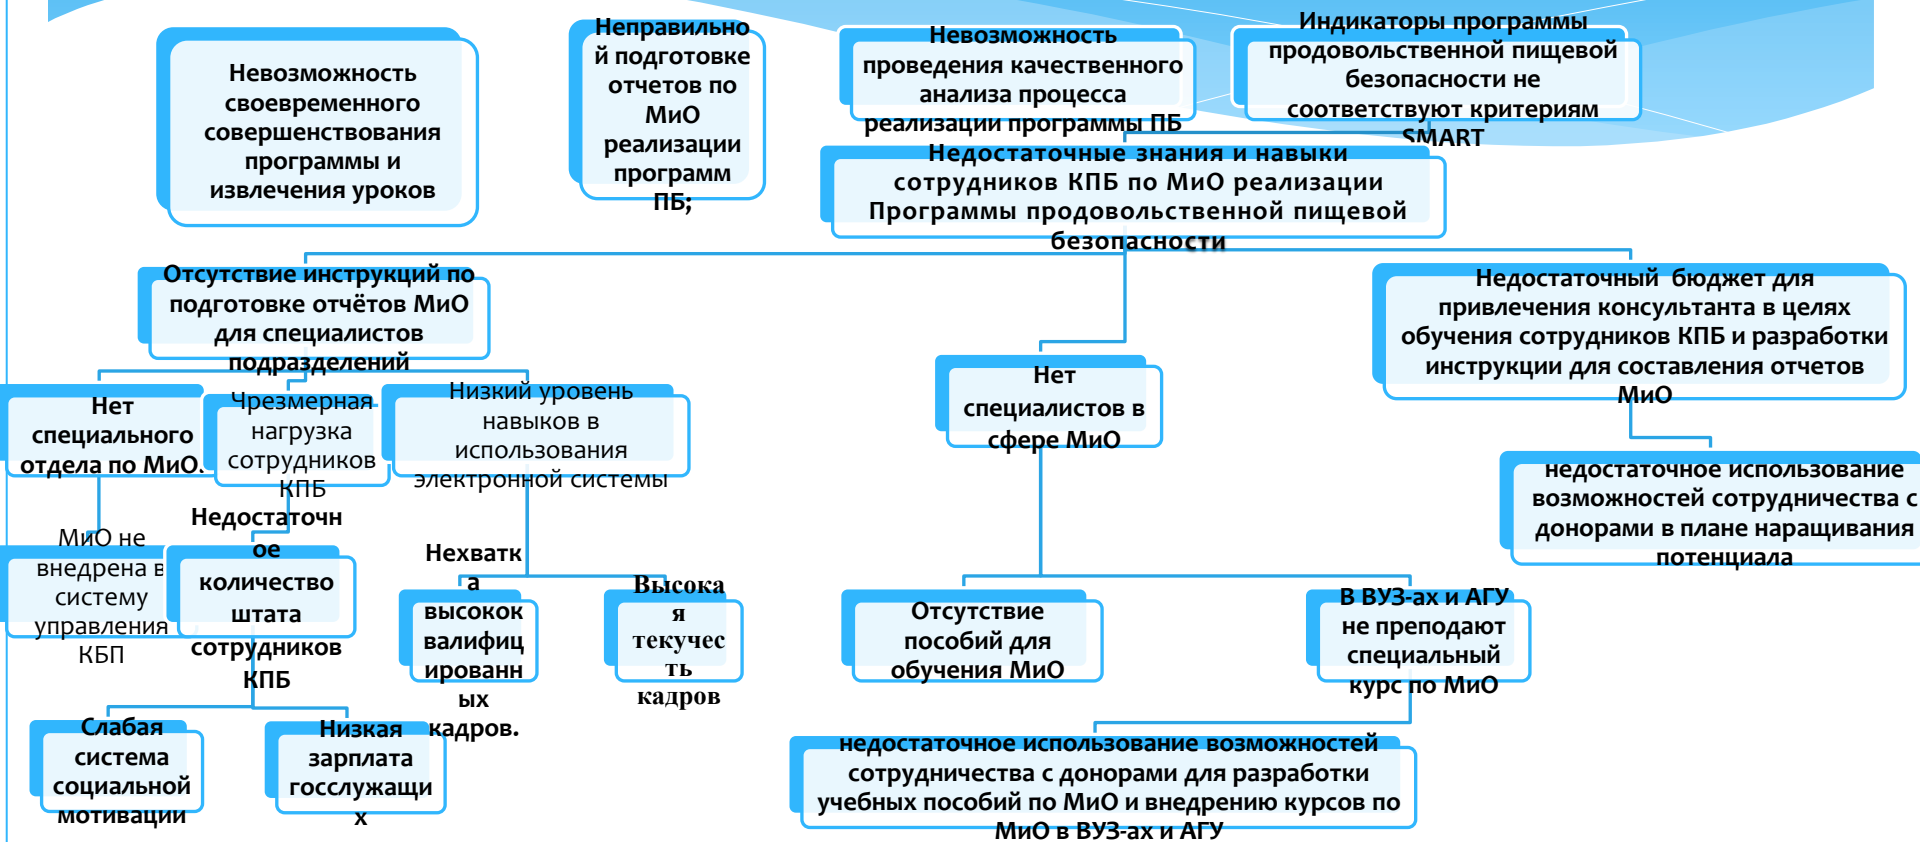 Невозможность
своевременного
совершенствования
программы и
извлечения уроков
Неправильно
й подготовке
отчетов по
МиО
реализации
программ
ПБ;
Невозможность
проведения качественного
анализа процесса
реализации программы ПБ
Индикаторы программы
продовольственной пищевой
безопасности не
соответствуют критериям
SMART
Недостаточные знания и навыки
сотрудников КПБ по МиО реализации
Программы продовольственной пищевой
безопасности
Отсутствие инструкций по
подготовке отчётов МиО
для специалистов
подразделений
Недостаточный бюджет для
привлечения консультанта в целях
обучения сотрудников КПБ и разработки
инструкции для составления отчетов
МиО
Нет
специалистов в
сфере МиО
Нет
специального
отдела по МиО.
Чрезмерная
нагрузка
сотрудников
КПБ
Низкий уровень
навыков в
использования
электронной системы
недостаточное использование
возможностей сотрудничества с
донорами в плане наращивания
потенциала
МиО не
внедрена в
систему
управления
КБП
Недостаточн
ое
количество
штата
сотрудников
КПБ
Нехватк
а
высокок
валифиц
ированн
ых
кадров.
Высока
я
текучес
ть
кадров
Отсутствие
пособий для
обучения МиО
В ВУЗ-ах и АГУ
не преподают
специальный
курс по МиО
Слабая
система
социальной
мотивации
Низкая
зарплата
госслужащи
х
недостаточное использование возможностей
сотрудничества с донорами для разработки
учебных пособий по МиО и внедрению курсов по
МиО в ВУЗ-ах и АГУ